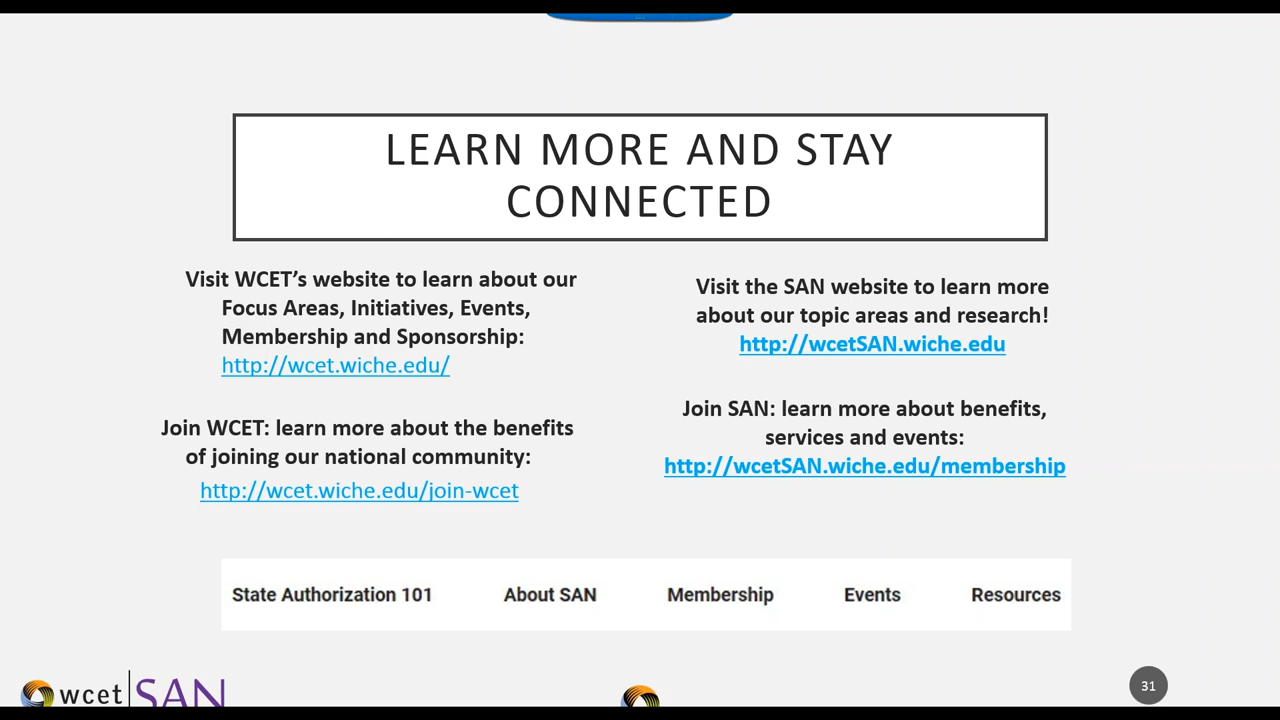 LEARN MORE AND STAY
CONNECTED
Visit WCET’s website to learn about our
Focus Areas, Initiatives, Events,
Membership and Sponsorship:
http://wcet.wiche.edu/
Join WCET: learn more about the benefits
of joining our national community:
http://wcet.wiche.edu/join-wcet
Visit the SAN website to learn more
about our topic areas and research!
http://wcetSAN.wiche.edu
Join SAN: learn more about benefits,
services and events:
http://wcetSAN.wiche.edu/membership
State Authorization 101 About SAN Membership Events Resources
wcet SAN
31